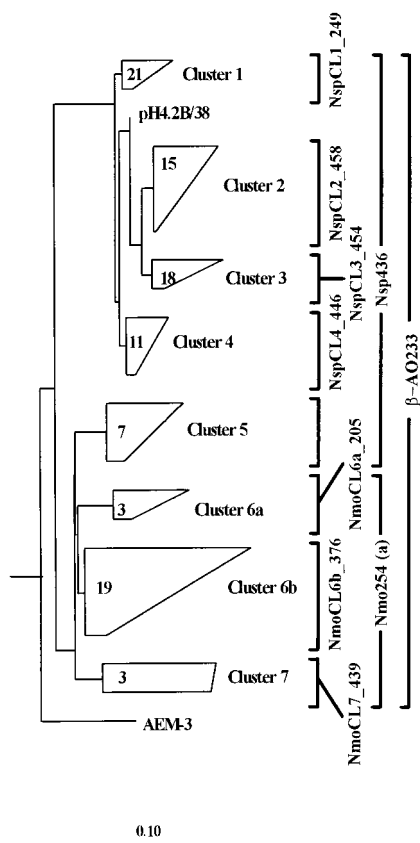 21
Cluster 1
pH4.2B/38
15
Cluster 2
18
Cluster 3
11
Cluster 4
7
Cluster 5
3
Cluster 6a
19
Cluster 6b
3
Cluster 7
AEM-3
0.10
NspCL1_249
NspCL2_458
NspCL3_454
NspCL4_446
NmoCL6a_205
NmoCL6b_376
NmoCL7_439
Nsp436
Nmo254 (a)
β-AO233